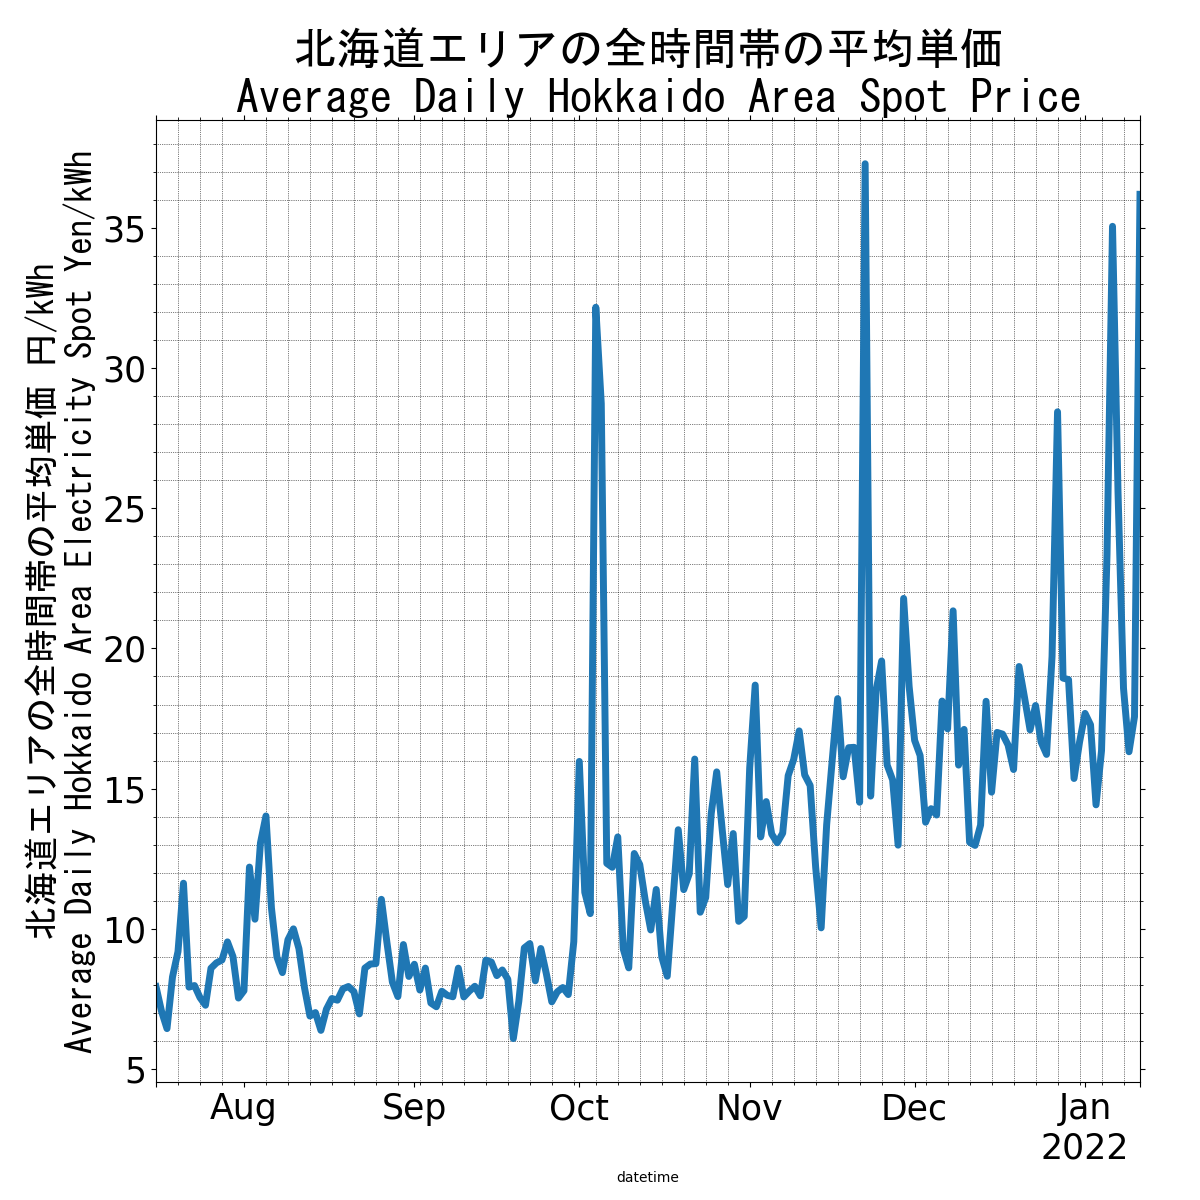 北海道エリアの全時間帯の平均単価
Average Daily Hokkaido Area Spot Price
北海道エリアの全時間帯の平均単価 円/kWh
Average Daily Hokkaido Area Electricity Spot Yen/kWh
35
30
25
20
15
10
5
Aug
Sep
Oct
Nov
Dec
Jan
2022
datetime